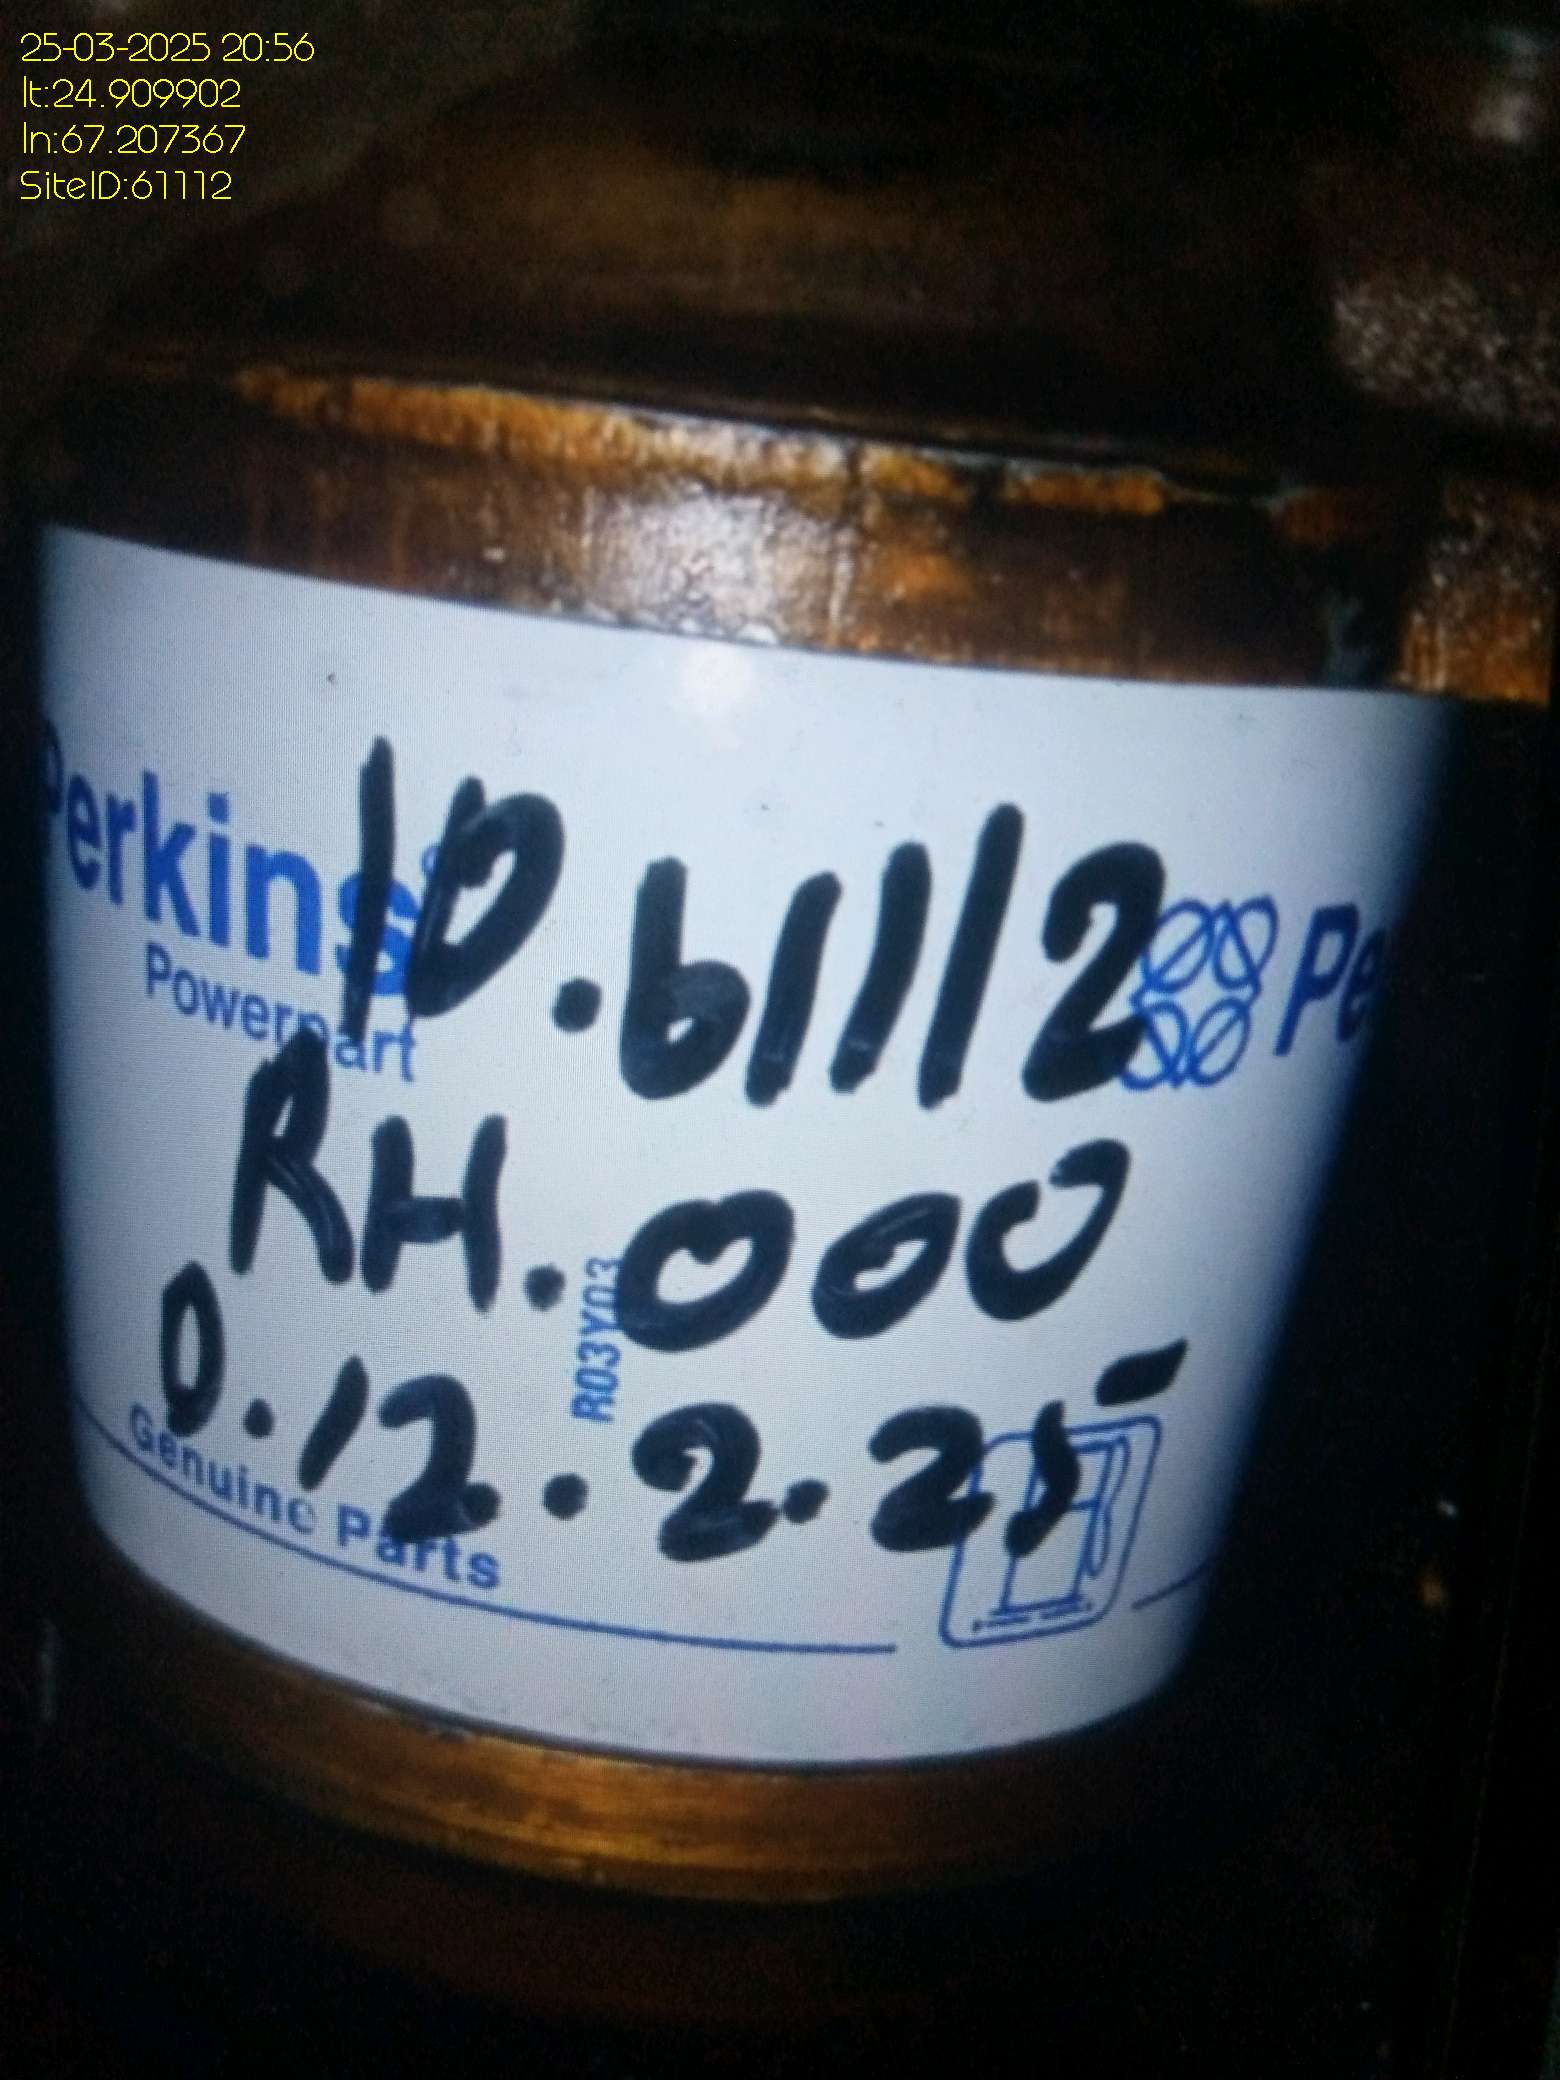 25-03-2025 20:56
lt:24.909902
ln:67.207367
SiteID:61112
Perkins
Powerpart
ID.61112
Pe
RH.000
R03Y03
D.12.2.25
Genuine Parts